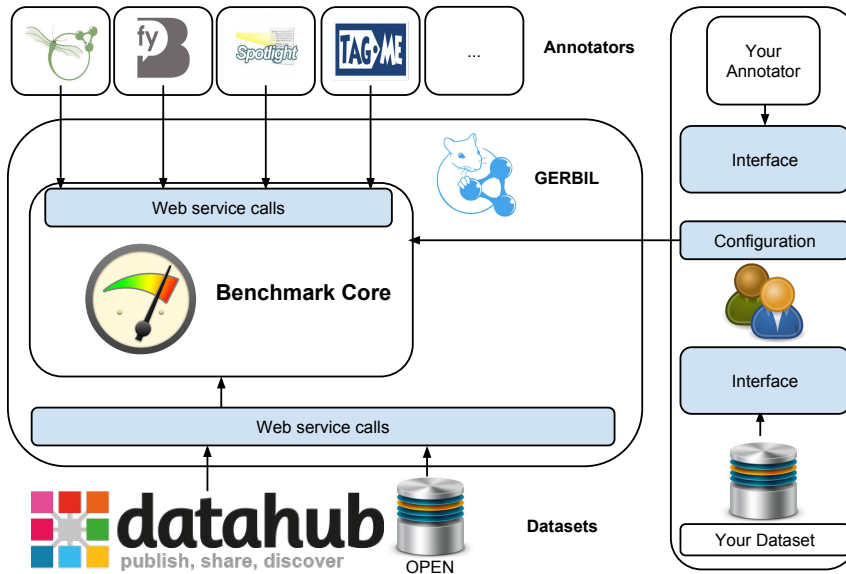 fy
B
Spotlight
TAG ME
...
Annotators
Your
Annotator
Interface
GERBIL
Web service calls
Configuration
Benchmark Core
Interface
Web service calls
datahub
publish, share, discover
OPEN
Datasets
Your Dataset